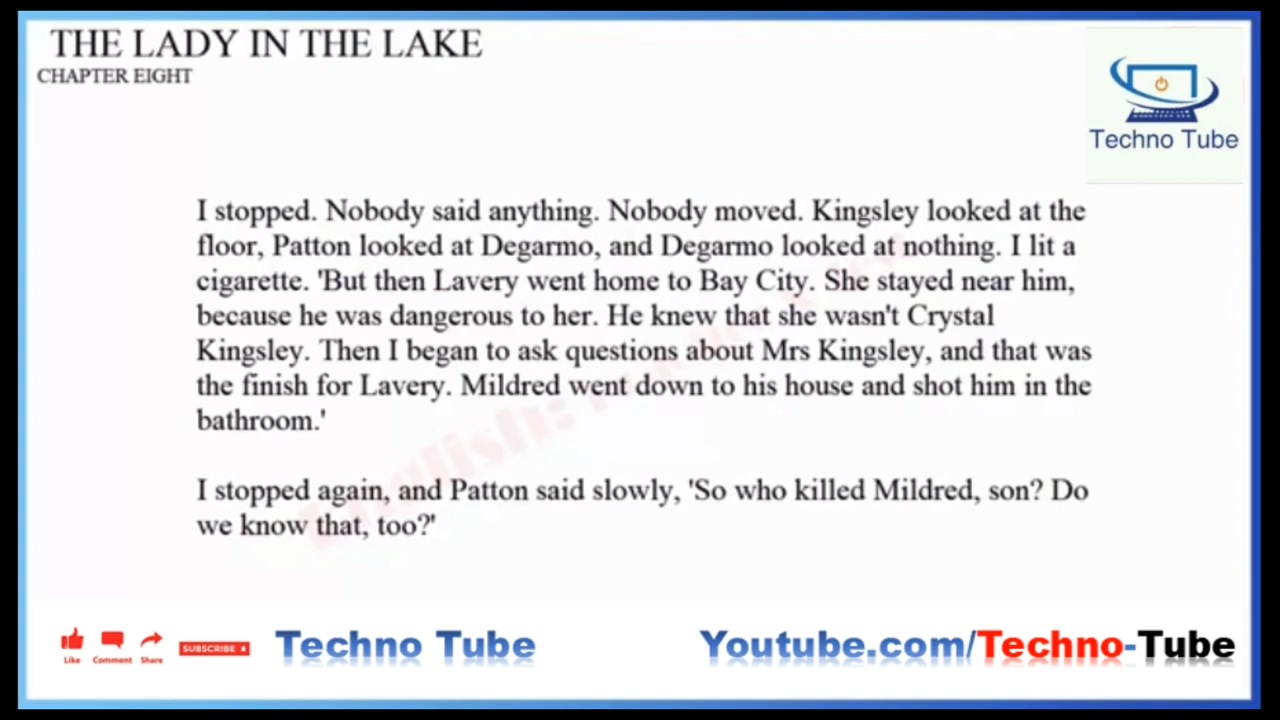 THE LADY IN THE LAKE
CHAPTER EIGHT
Techno Tube
I stopped. Nobody said anything. Nobody moved. Kingsley looked at the
floor, Patton looked at Degarmo, and Degarmo looked at nothing. I lit a
cigarette. 'But then Lavery went home to Bay City. She stayed near him,
because he was dangerous to her. He knew that she wasn't Crystal
Kingsley. Then I began to ask questions about Mrs Kingsley, and that was
the finish for Lavery. Mildred went down to his house and shot him in the
bathroom.'
I stopped again, and Patton said slowly, 'So who killed Mildred, son? Do
we know that, too?'
Like Comment Share SUBSCRIBE Techno Tube Youtube.com/Techno-Tube